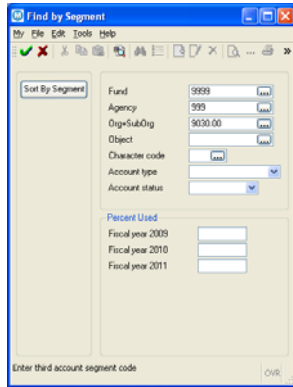 Find by Segment
My File Edit Tools Help
Sort By Segment
Fund 9999
Agency 999
Org+SubOrg 9030.00
Object
Character code
Account type
Account status
Percent Used
Fiscal year 2009
Fiscal year 2010
Fiscal year 2011
Enter third account segment code
OVR